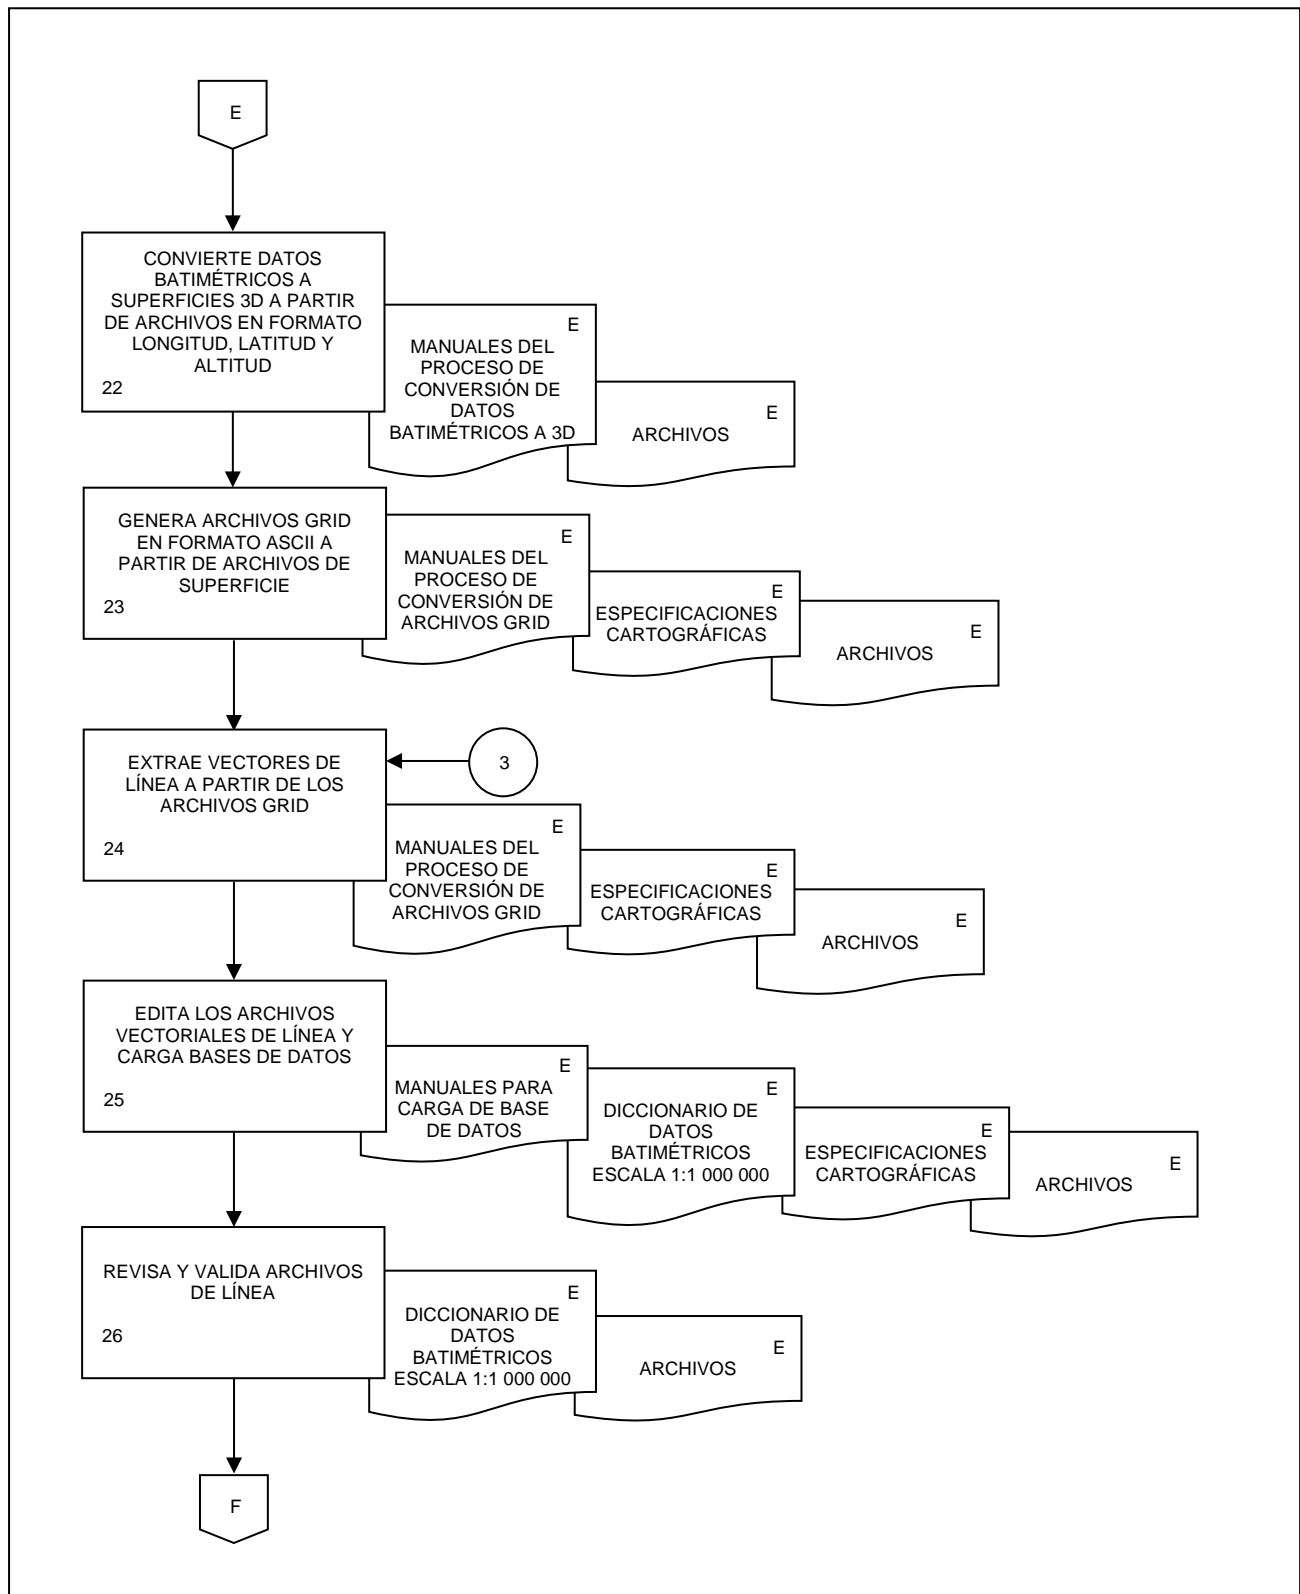 E
CONVIERTE DATOS
BATIMÉTRICOS A
SUPERFICIES 3D A PARTIR
DE ARCHIVOS EN FORMATO
LONGITUD, LATITUD Y
ALTITUD
22
E
MANUALES DEL
PROCESO DE
CONVERSIÓN DE
DATOS
BATIMÉTRICOS A 3D
E
ARCHIVOS
GENERA ARCHIVOS GRID
EN FORMATO ASCII A
PARTIR DE ARCHIVOS DE
SUPERFICIE
23
E
MANUALES DEL
PROCESO DE
CONVERSIÓN DE
ARCHIVOS GRID
E
ESPECIFICACIONES
CARTOGRÁFICAS
E
ARCHIVOS
EXTRAE VECTORES DE
LÍNEA A PARTIR DE LOS
ARCHIVOS GRID
24
3
E
MANUALES DEL
PROCESO DE
CONVERSIÓN DE
ARCHIVOS GRID
E
ESPECIFICACIONES
CARTOGRÁFICAS
E
ARCHIVOS
EDITA LOS ARCHIVOS
VECTORIALES DE LÍNEA Y
CARGA BASES DE DATOS
25
E
MANUALES PARA
CARGA DE BASE
DE DATOS
E
DICCIONARIO DE
DATOS
BATIMÉTRICOS
ESCALA 1:1 000 000
E
ESPECIFICACIONES
CARTOGRÁFICAS
E
ARCHIVOS
REVISA Y VALIDA ARCHIVOS
DE LÍNEA
26
E
DICCIONARIO DE
DATOS
BATIMÉTRICOS
ESCALA 1:1 000 000
E
ARCHIVOS
F